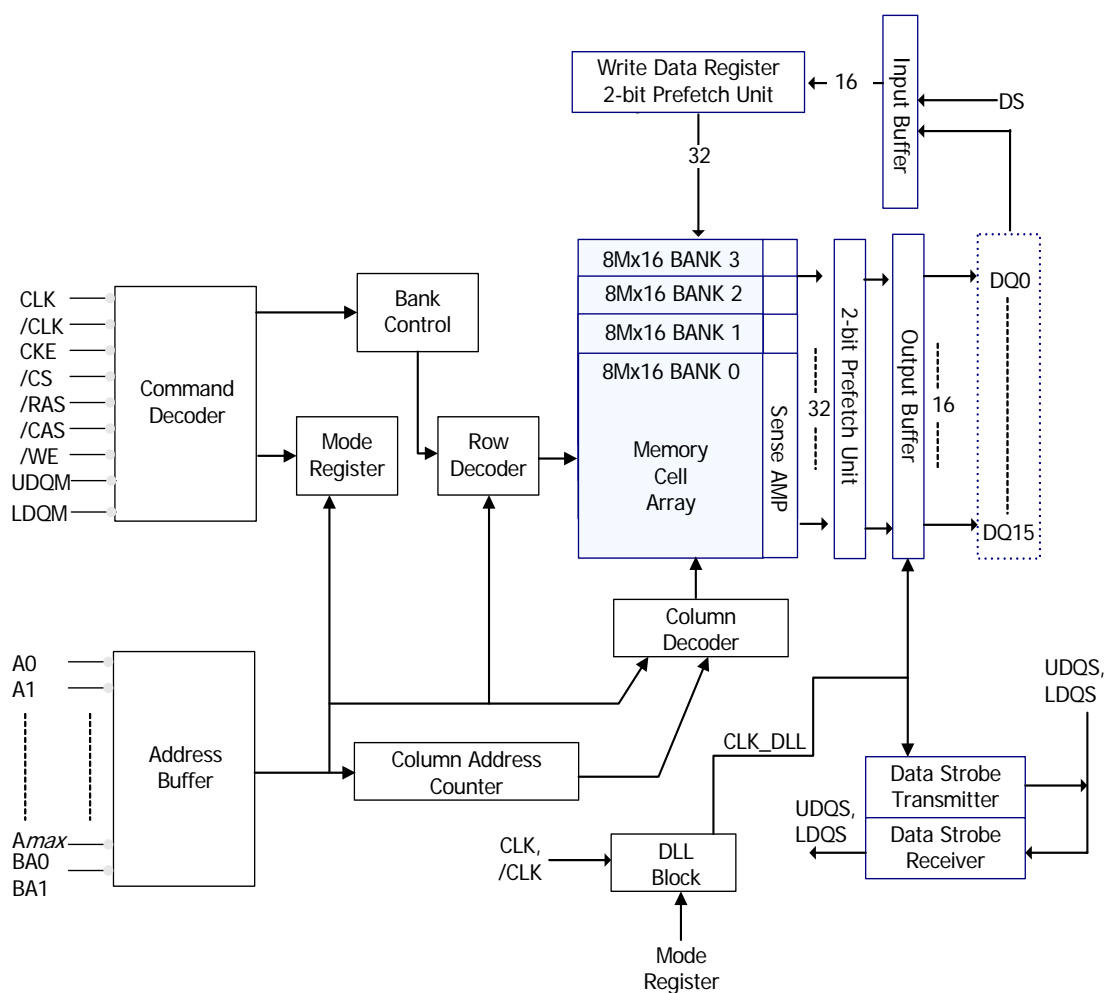 Write Data Register
2-bit Prefetch Unit
16
Input Buffer
DS
32
8Mx16 BANK 3
8Mx16 BANK 2
8Mx16 BANK 1
8Mx16 BANK 0
Memory
Cell
Array
Sense AMP
32
2-bit Prefetch Unit
Output Buffer
16
DQ0
DQ15
CLK
/CLK
CKE
/CS
/RAS
/CAS
/WE
UDQM
LDQM
Command
Decoder
Bank
Control
Mode
Register
Row
Decoder
Column
Decoder
A0
A1
Amax
BA0
BA1
Address
Buffer
Column Address
Counter
CLK_DLL
CLK,
/CLK
DLL
Block
Mode
Register
UDQS,
LDQS
Data Strobe
Transmitter
Data Strobe
Receiver
UDQS,
LDQS